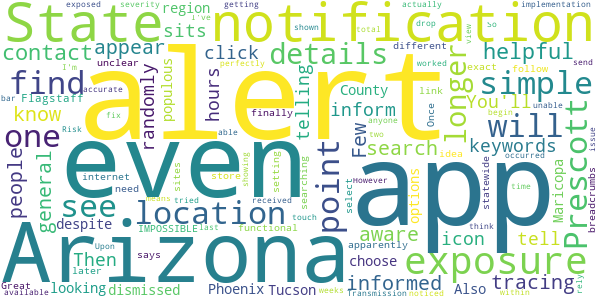 State notification
region
sits
exposed
severity
getting
I've
actually
drop
bar
Flagstaff
accurate
exact
follow
shown
view
implementation
contact
appear
randomly
populous
hours
click
details
telling
finally
I'm
total
different
worked
perfectly
unclear
fix
so
send
helpful
find
know
one
alert
longer
simple
You'll
link
Once
unable
anyone
two
begin
issue
Risk
able
people
general
County
inform
point
Few
search
will
keywords
Prescott
this
even
app
see
despite
aware
icon
tell
idea
statewide
time
occurred
breadcrumbs
Maricopa
options
location
internet
need
sites
store
tried
setting
searching
select
However
IMPOSSIBLE
last
functional
touch
means
showing
received
choose
think
apparently
noticed
within
Transmission
rely
looking
Then
later
says
Upon
Also
informed
exposure
tracing
Great
available
dismissed
Phoenix
Tucson
weeks
Arizona